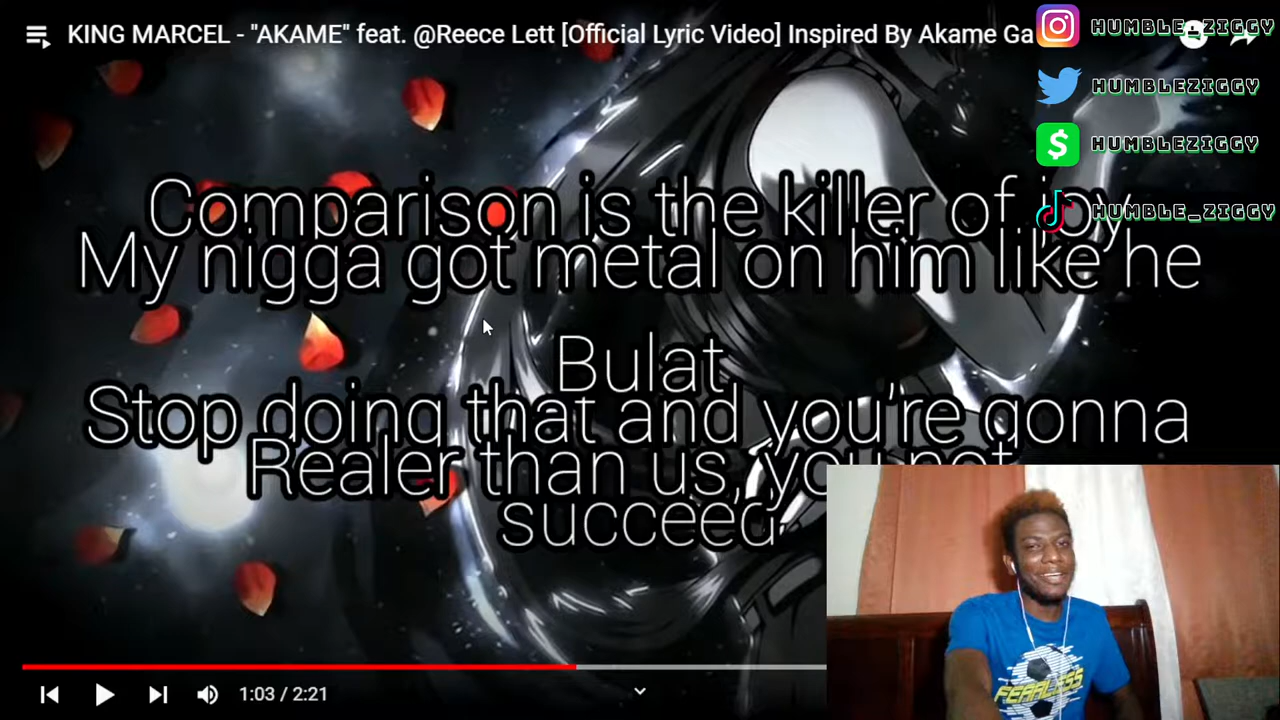 KING MARCEL - "AKAME" feat. @Reece Lett [Official Lyric Video] Inspired By Akame Ga
HUMBLE_ZIGGY
HUMBLEZIGGY
HUMBLEZIGGY
HUMBLE_ZIGGY
Comparison is the killer of joy
My nigga got metal on him like he
Bulat
Stop doing that and you're gonna
Realer than us, you not
succeed
FEARLESS
1:03 / 2:21